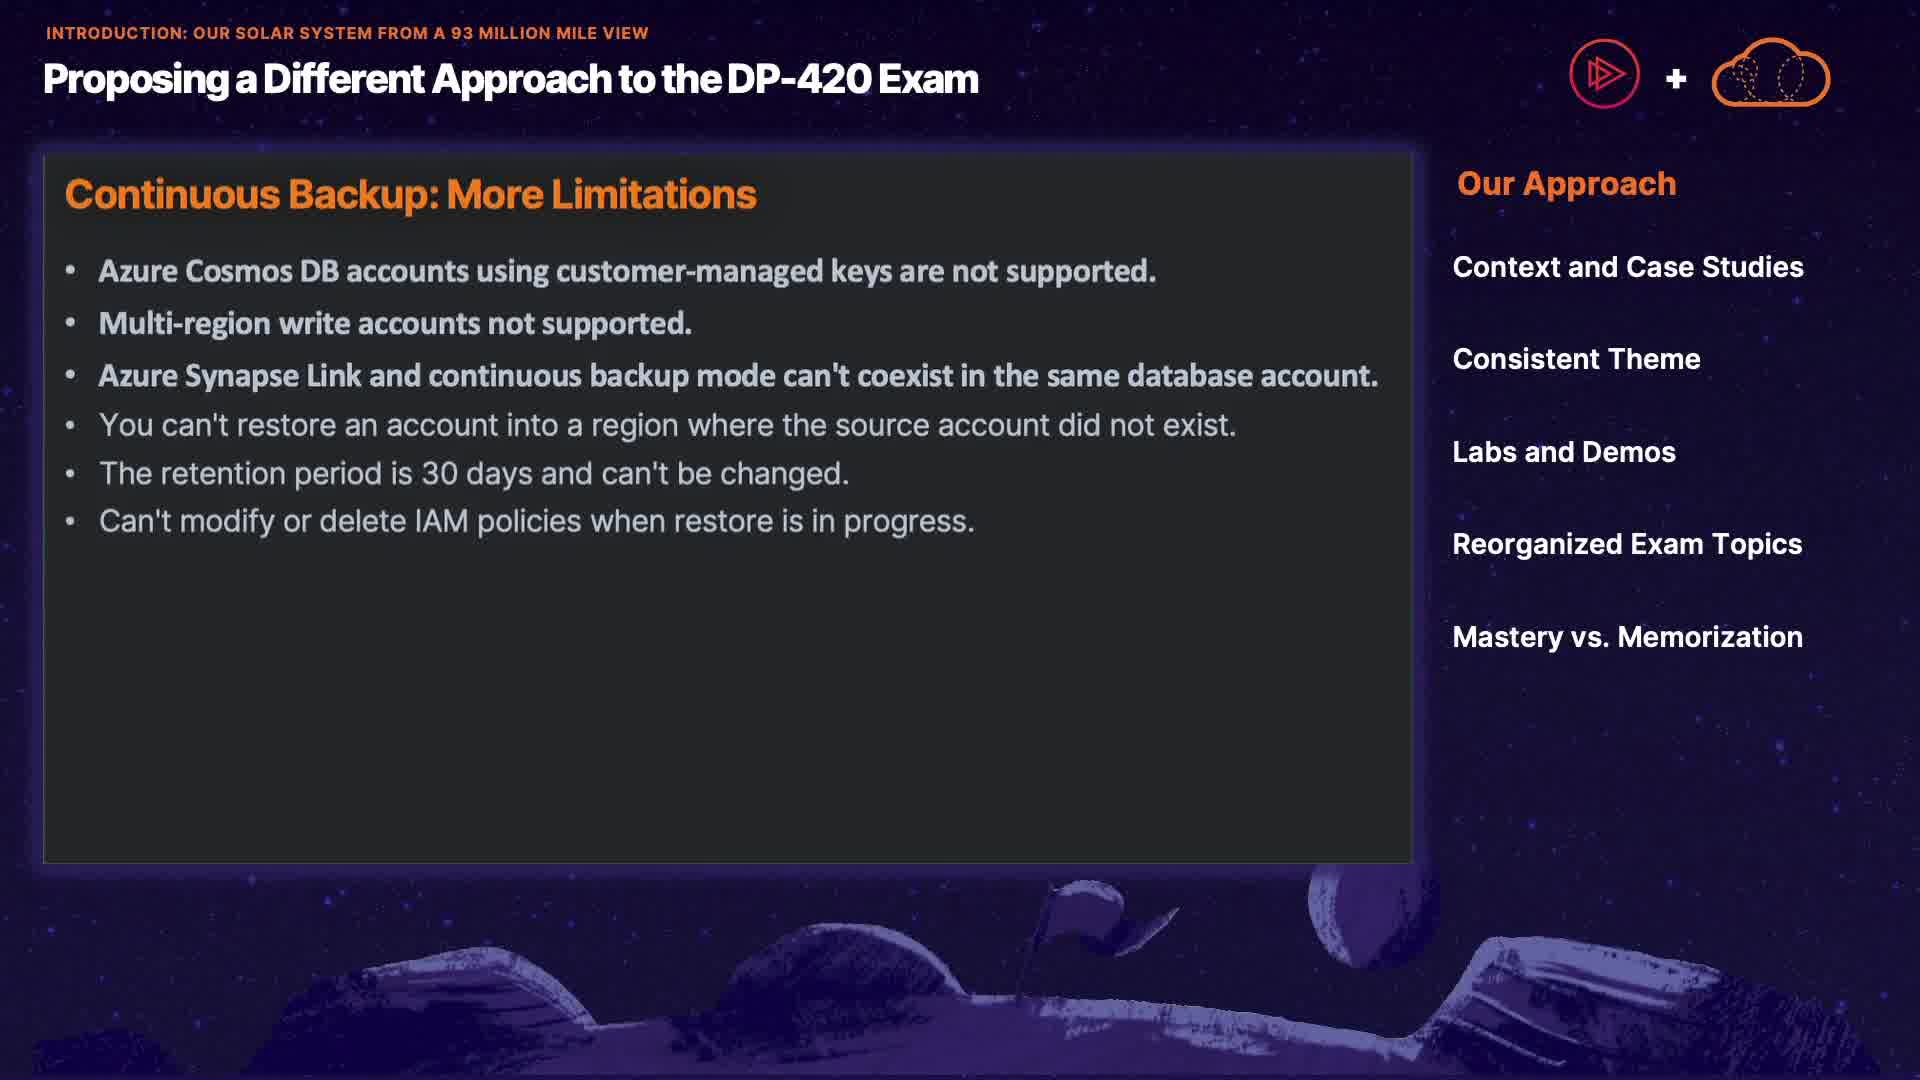 INTRODUCTION: OUR SOLAR SYSTEM FROM A 93 MILLION MILE VIEW
Proposing a Different Approach to the DP-420 Exam
+
Continuous Backup: More Limitations
• Azure Cosmos DB accounts using customer-managed keys are not supported.
• Multi-region write accounts not supported.
• Azure Synapse Link and continuous backup mode can't coexist in the same database account.
• You can't restore an account into a region where the source account did not exist.
• The retention period is 30 days and can't be changed.
• Can't modify or delete IAM policies when restore is in progress.
Our Approach
Context and Case Studies
Consistent Theme
Labs and Demos
Reorganized Exam Topics
Mastery vs. Memorization